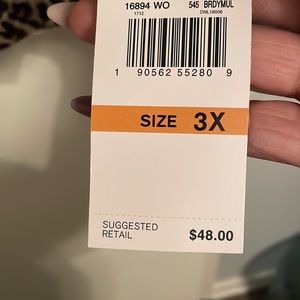 16894 WO 545 BRDYMUL
1712 DNL18006
1 90562 55280 9
SIZE 3X
SUGGESTED
RETAIL $48.00